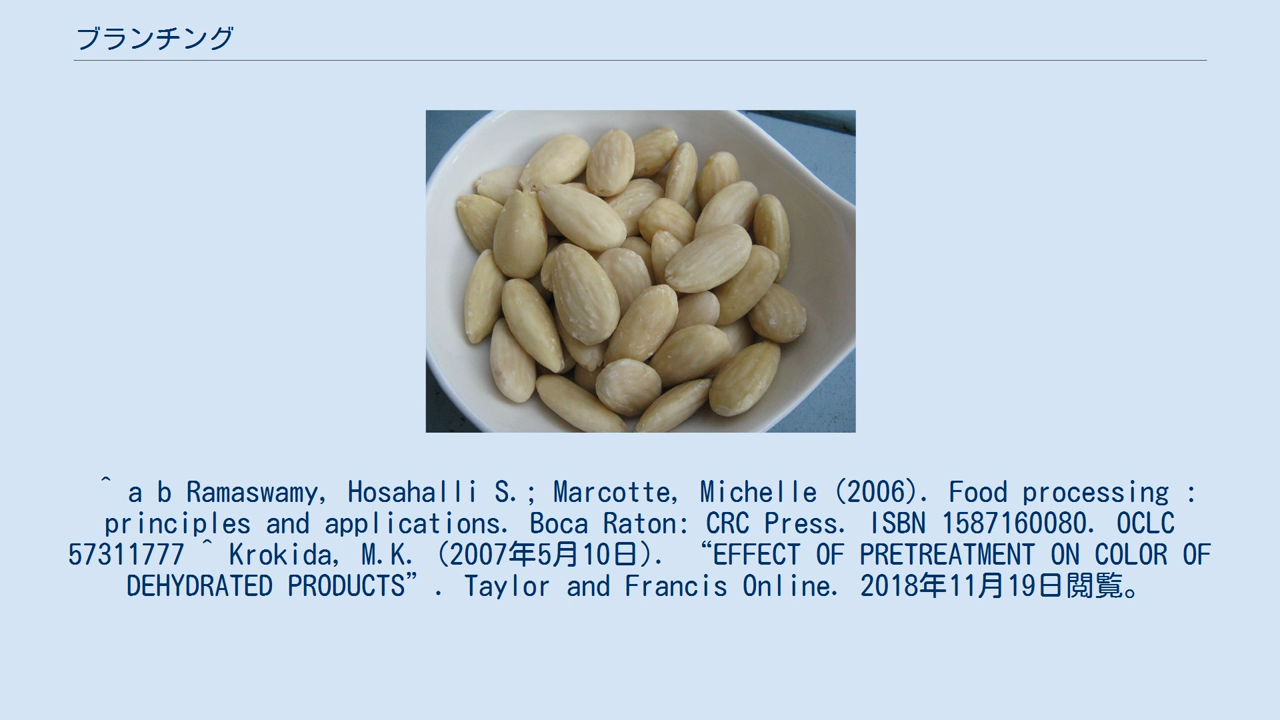 ブランチング
^ a b Ramaswamy, Hosahalli S.; Marcotte, Michelle (2006). Food processing :
principles and applications. Boca Raton: CRC Press. ISBN 1587160080. OCLC
57311777 ^ Krokida, M.K. (2007年5月10日). “EFFECT OF PRETREATMENT ON COLOR OF
DEHYDRATED PRODUCTS”. Taylor and Francis Online. 2018年11月19日閲覧。